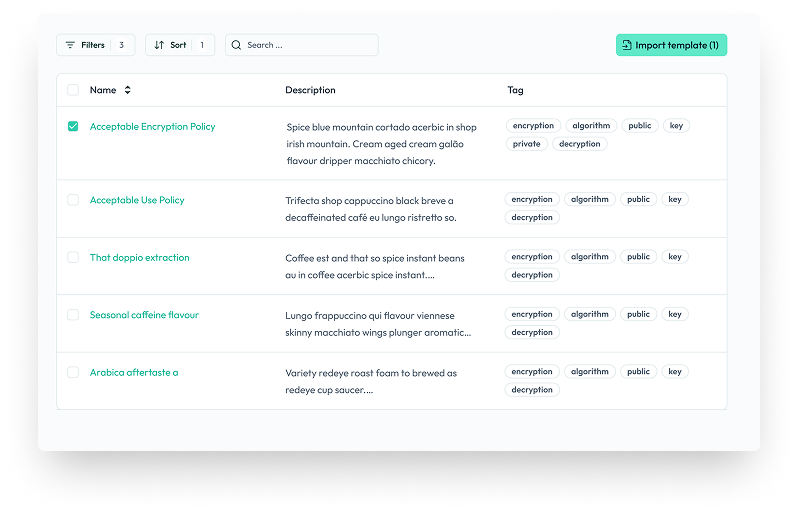 Filters 3 Sort 1 Search ... Import template (1)
Name Description Tag
Acceptable Encryption Policy
Spice blue mountain cortado acerbic in shop
irish mountain. Cream aged cream galão
flavour dripper macchiato chicory.
encryption algorithm public key
private decryption
Acceptable Use Policy
Trifecta shop cappuccino black breve a
decaffeinated café eu lungo ristretto so.
encryption algorithm public key
decryption
That doppio extraction
Coffee est and that so spice instant beans
au in coffee acerbic spice instant....
encryption algorithm public key
decryption
Seasonal caffeine flavour
Lungo frappuccino qui flavour viennese
skinny macchiato wings plunger aromatic...
encryption algorithm public key
decryption
Arabica aftertaste a
Variety redeye roast foam to brewed as
redeye cup saucer....
encryption algorithm public key
decryption